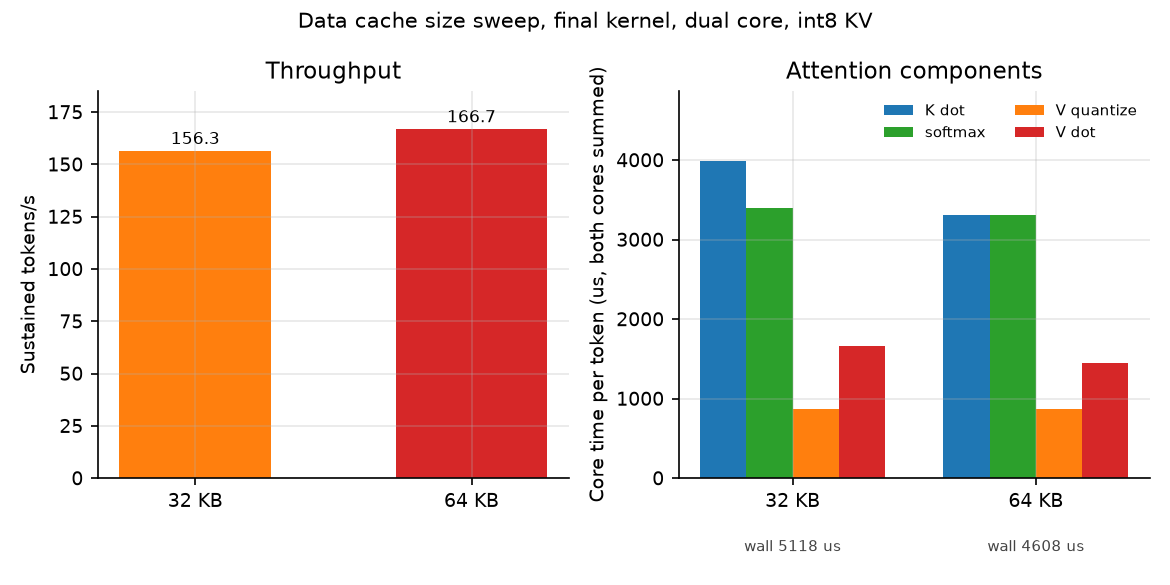 Data cache size sweep, final kernel, dual core, int8 KV
Throughput
Sustained tokens/s
175
150
125
100
75
50
25
0
156.3
166.7
32 KB
64 KB
Attention components
Core time per token (us, both cores summed)
K dot
softmax
V quantize
V dot
4000
3000
2000
1000
0
32 KB
64 KB
wall 5118 us
wall 4608 us